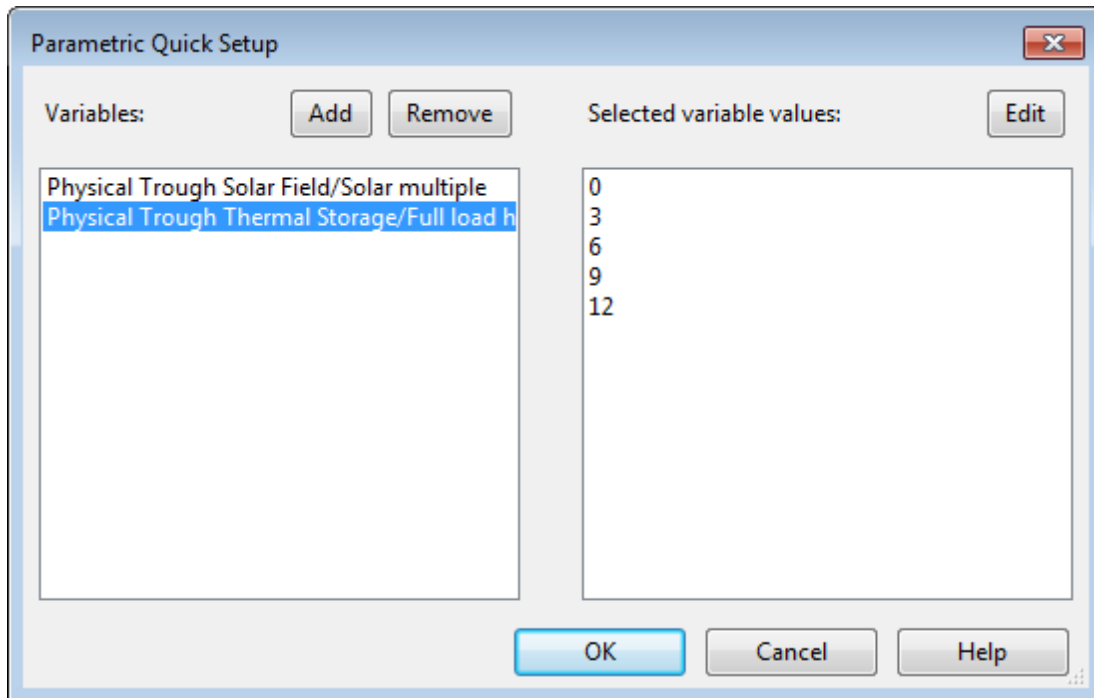 Parametric Quick Setup
Variables:
Add
Remove
Selected variable values:
Edit
Physical Trough Solar Field/Solar multiple
Physical Trough Thermal Storage/Full load h
0
3
6
9
12
OK
Cancel
Help